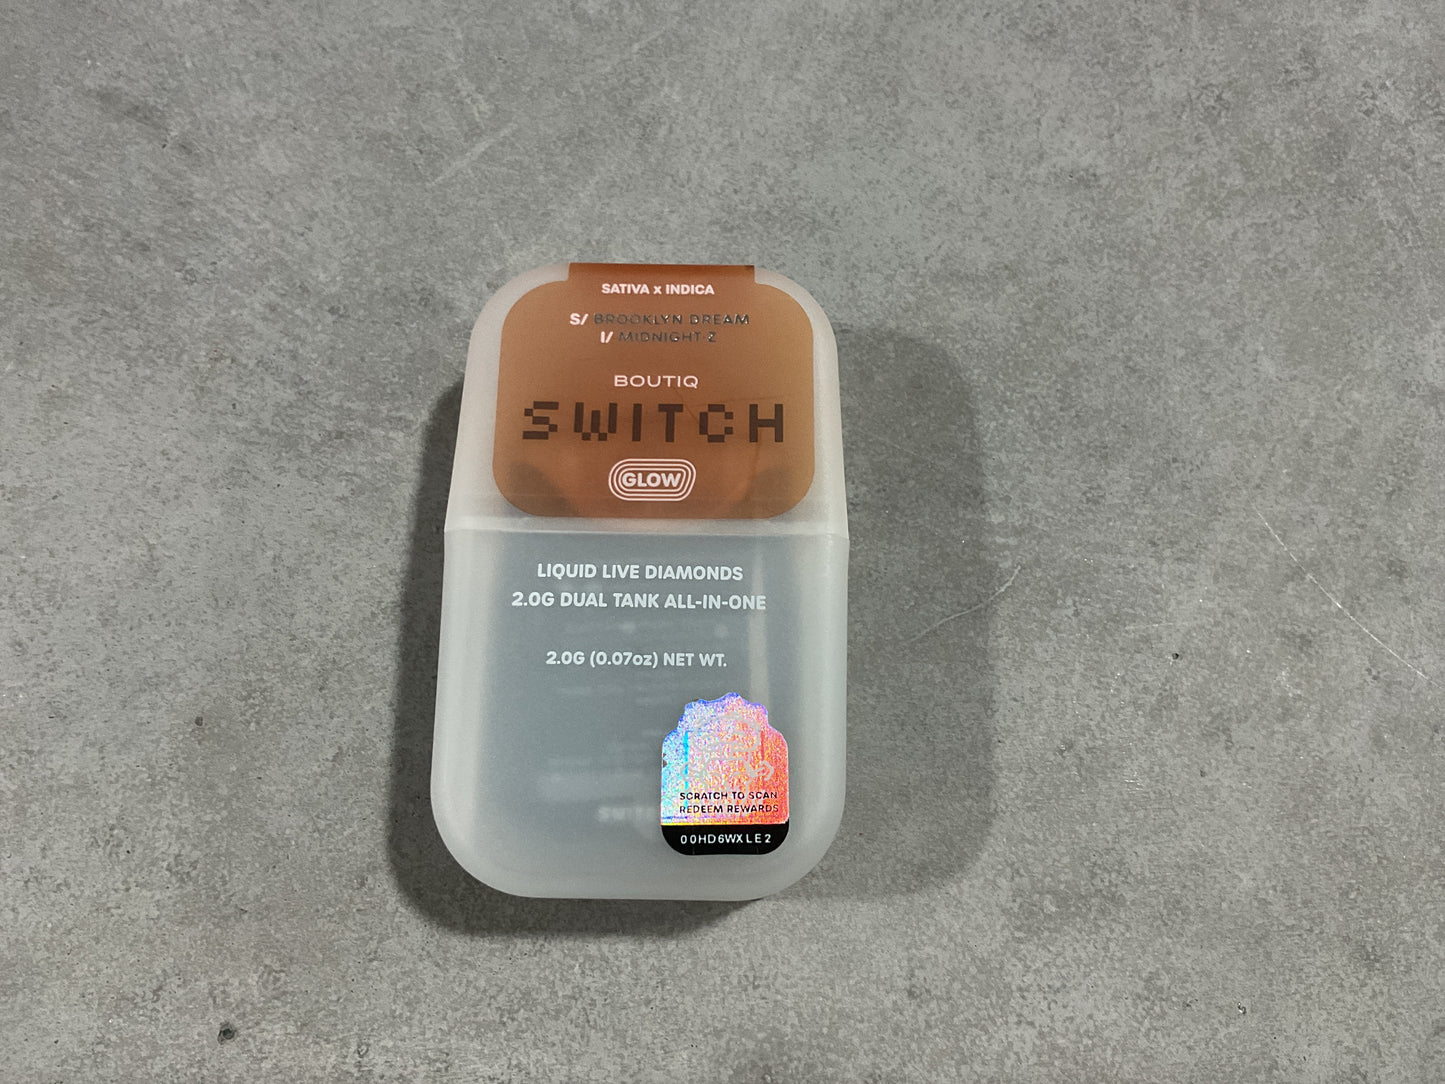 SATIVA x INDICA
S/ BROOKLYN DREAM
I/ MIDNIGHT Z
BOUTIQ
SWITCH
GLOW
LIQUID LIVE DIAMONDS
2.0G DUAL TANK ALL-IN-ONE
2.0G (0.07oz) NET WT.
SCRATCH TO SCAN
REDEEM REWARDS
00HD6WXLE2